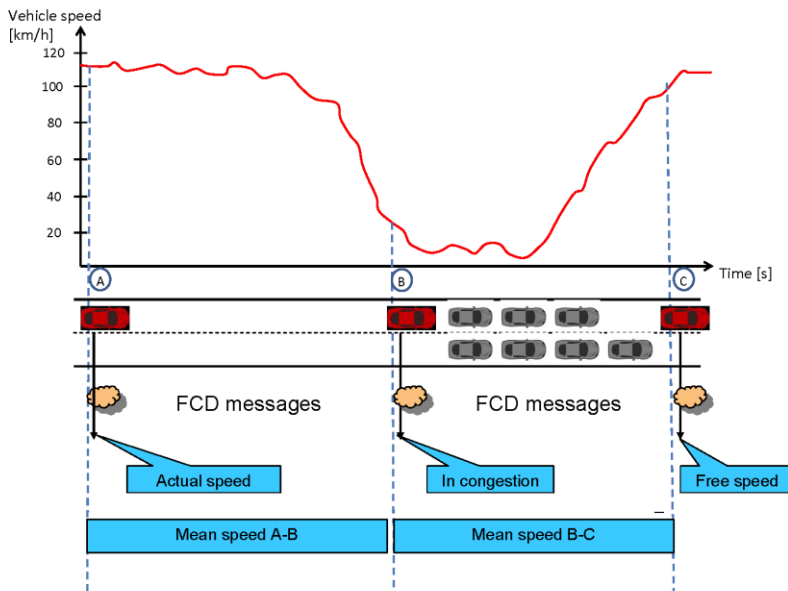 Vehicle speed
[km/h]
120
100
80
60
40
20
Time [s]
A
B
C
FCD messages
FCD messages
Actual speed
In congestion
Free speed
Mean speed A-B
Mean speed B-C